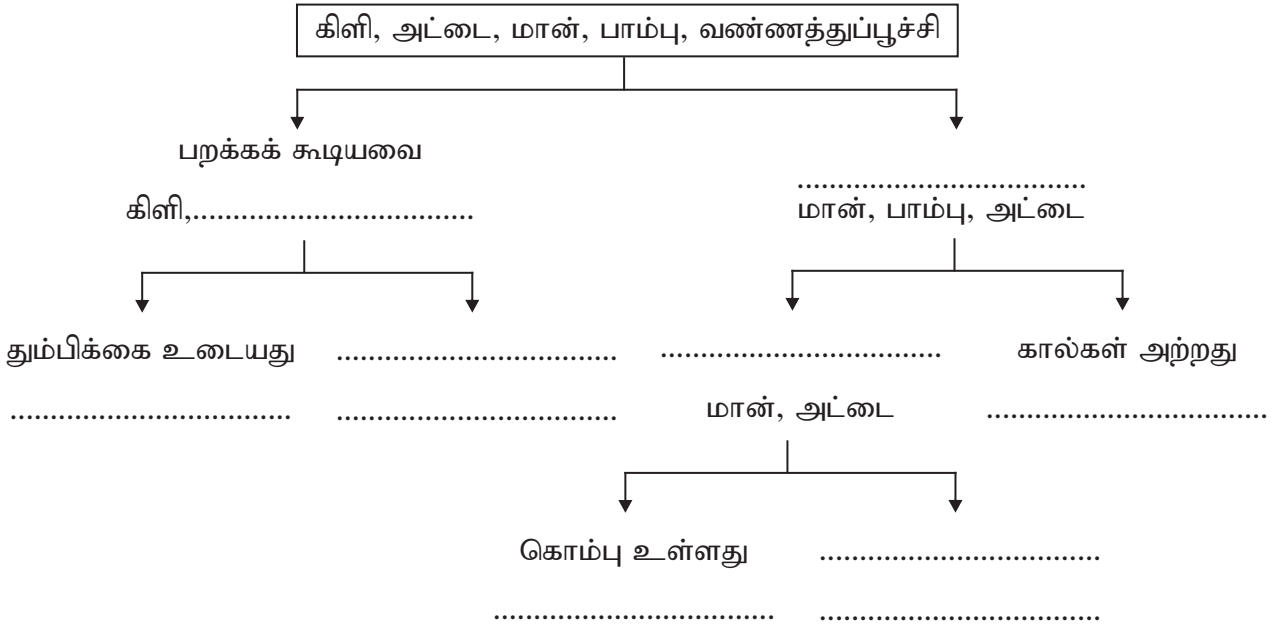 கிளி, அட்டை, மான், பாம்பு, வண்ணத்துப்பூச்சி
பறக்கக் கூடியவை
கிளி,..................................
...................................
மான், பாம்பு, அட்டை
தும்பிக்கை உடையது .................................. .................................. கால்கள் அற்றது
.................................. .................................. மான், அட்டை ..................................
கொம்பு உள்ளது ..................................
.................................. ..................................